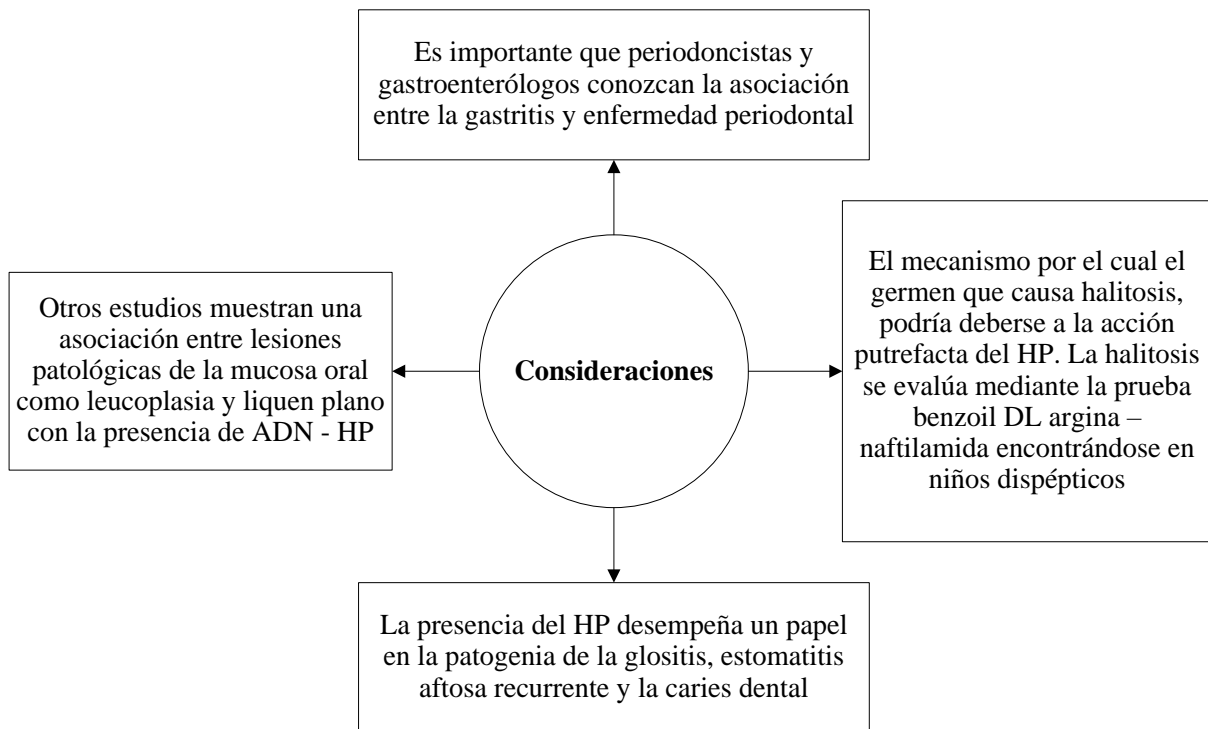 Es importante que periodoncistas y
gastroenterólogos conozcan la asociación
entre la gastritis y enfermedad periodontal
Otros estudios muestran una
asociación entre lesiones
patológicas de la mucosa oral
como leucoplasia y liquen plano
con la presencia de ADN - HP
Consideraciones
El mecanismo por el cual el
germen que causa halitosis,
podría deberse a la acción
putrefacta del HP. La halitosis
se evalúa mediante la prueba
benzoil DL argina –
naftilamida encontrándose en
niños dispépticos
La presencia del HP desempeña un papel
en la patogenia de la glositis, estomatitis
aftosa recurrente y la caries dental